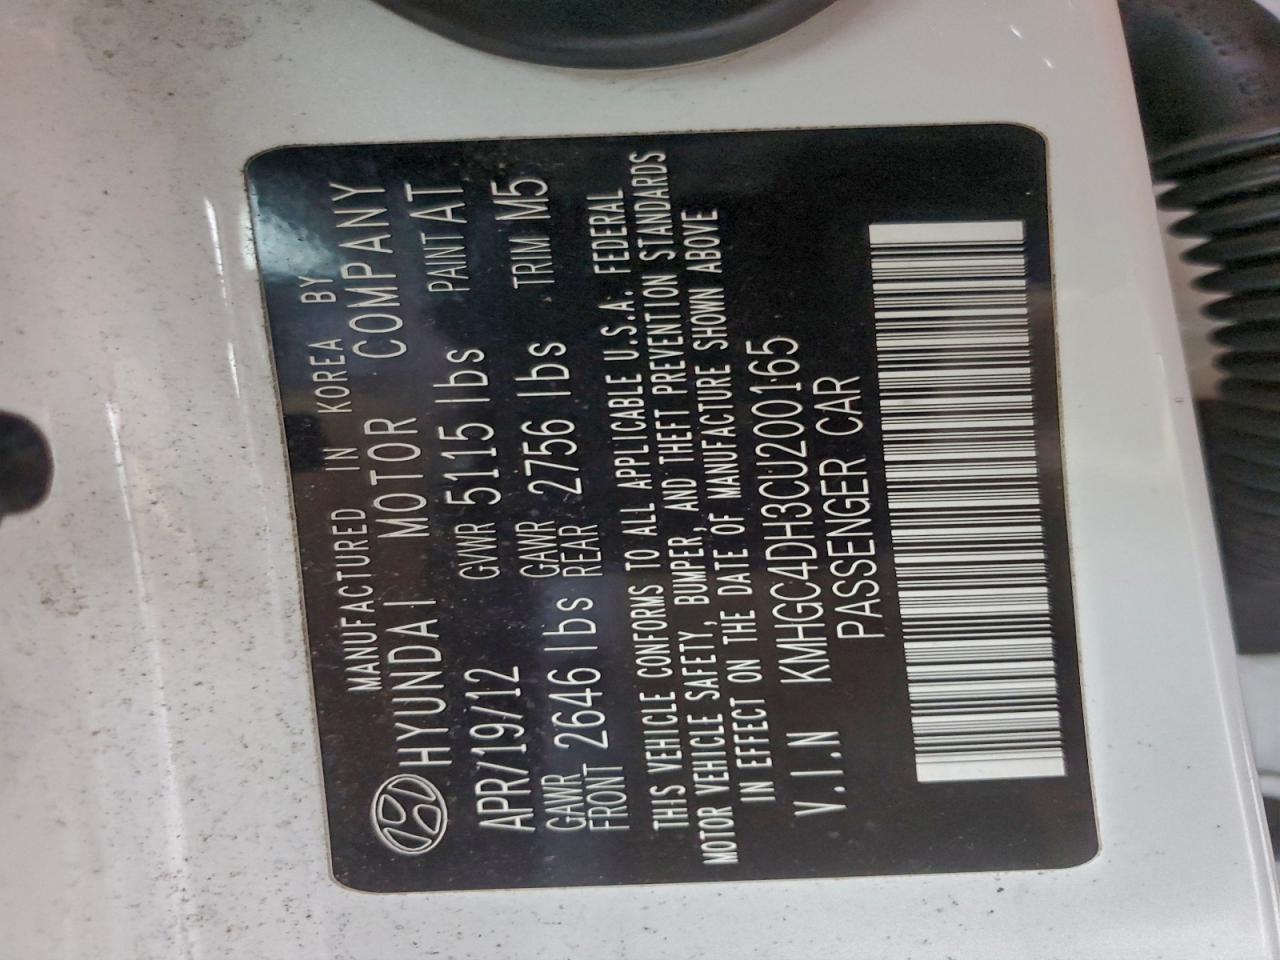 MANUFACTURED IN KOREA BY
HYUNDAI MOTOR COMPANY
APR/19/12 GVWR 5115 lbs PAINT AT
GAWR FRONT 2646 lbs GAWR REAR 2756 lbs TRIM M5
THIS VEHICLE CONFORMS TO ALL APPLICABLE U.S.A. FEDERAL
MOTOR VEHICLE SAFETY, BUMPER, AND THEFT PREVENTION STANDARDS
IN EFFECT ON THE DATE OF MANUFACTURE SHOWN ABOVE
V.I.N KMHGC4DH3CU200165
PASSENGER CAR